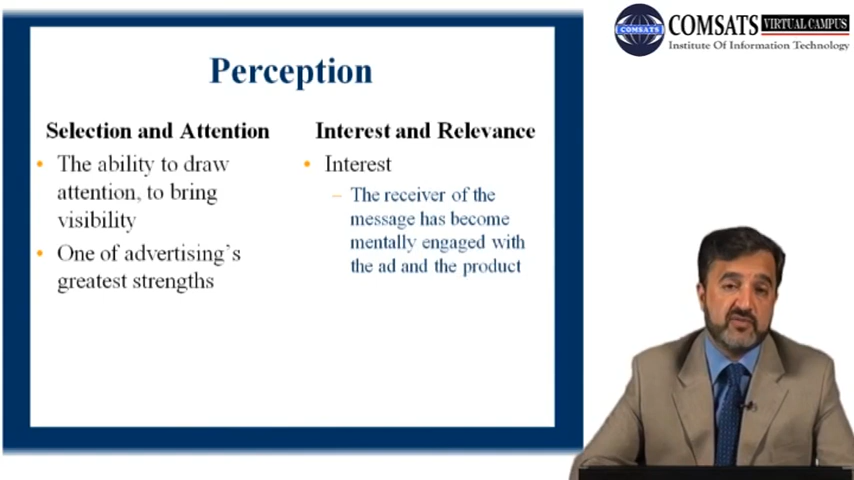 Perception
Selection and Attention
The ability to draw
attention, to bring
visibility
One of advertising`s
greatest strengths
Interest and Relevance
Interest
– The receiver of the
message has become
mentally engaged with
the ad and the product
COMSATS
COMSATS VIRTUAL CAMPUS
Institute Of Information Technology